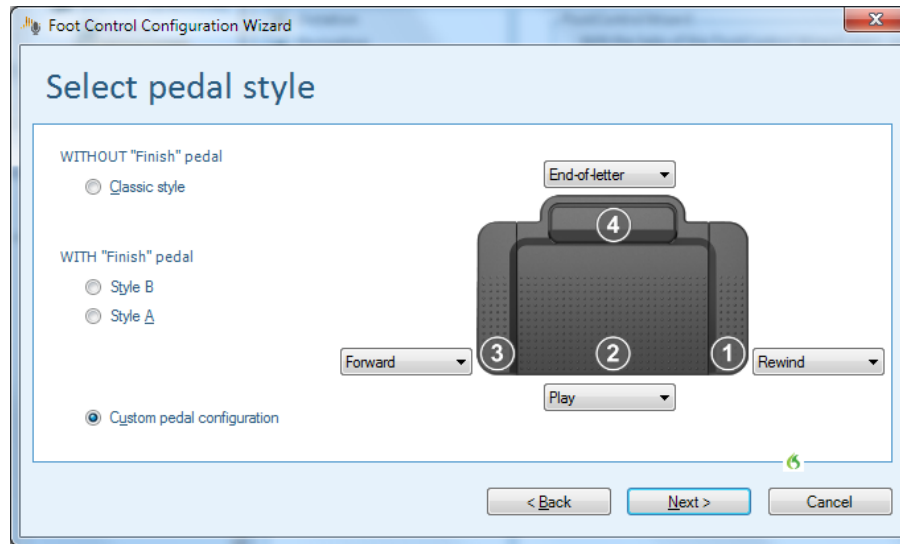 Foot Control Configuration Wizard
Select pedal style
WITHOUT "Finish" pedal
Classic style
WITH "Finish" pedal
Style B
Style A
Custom pedal configuration
End-of-letter
4
Forward
3
2
1
Rewind
Play
< Back
Next >
Cancel